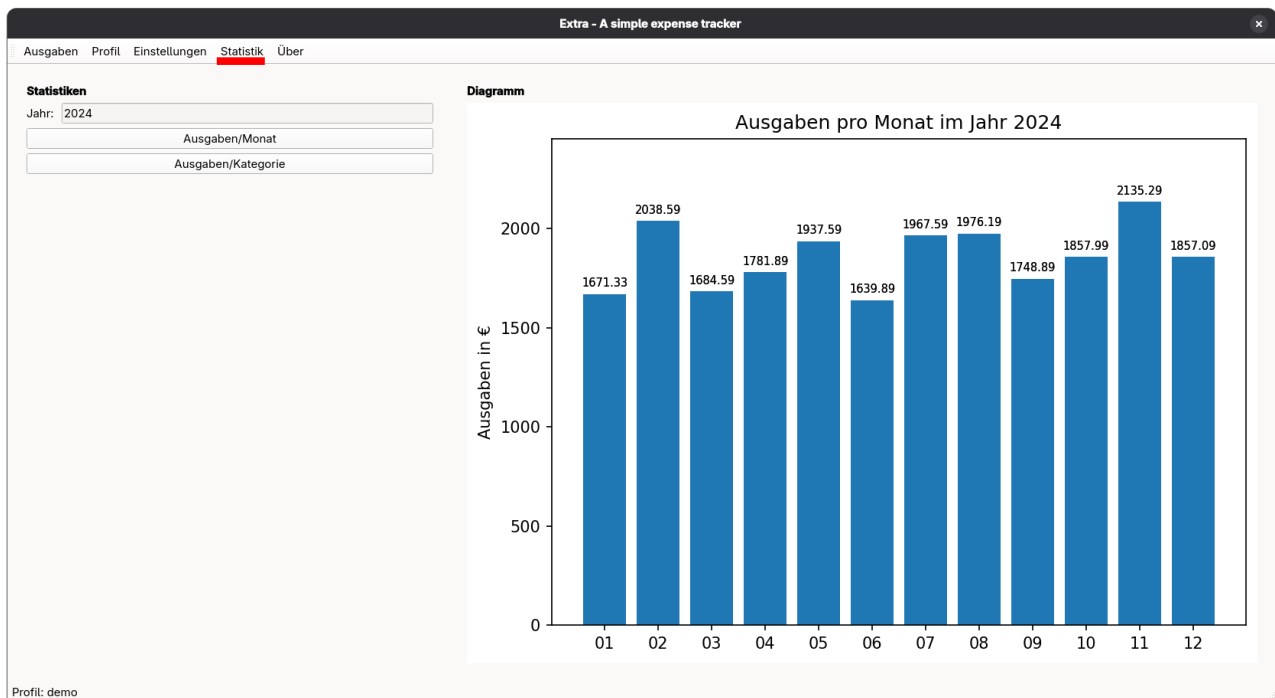 Extra - A simple expense tracker
Ausgaben Profil Einstellungen Statistik Über
Statistiken
Jahr: 2024
Ausgaben/Monat
Ausgaben/Kategorie
Diagramm
Ausgaben pro Monat im Jahr 2024
Ausgaben in €
2000
1500
1000
500
0
1671.33
2038.59
1684.59
1781.89
1937.59
1639.89
1967.59
1976.19
1748.89
1857.99
2135.29
1857.09
01 02 03 04 05 06 07 08 09 10 11 12
Profil: demo